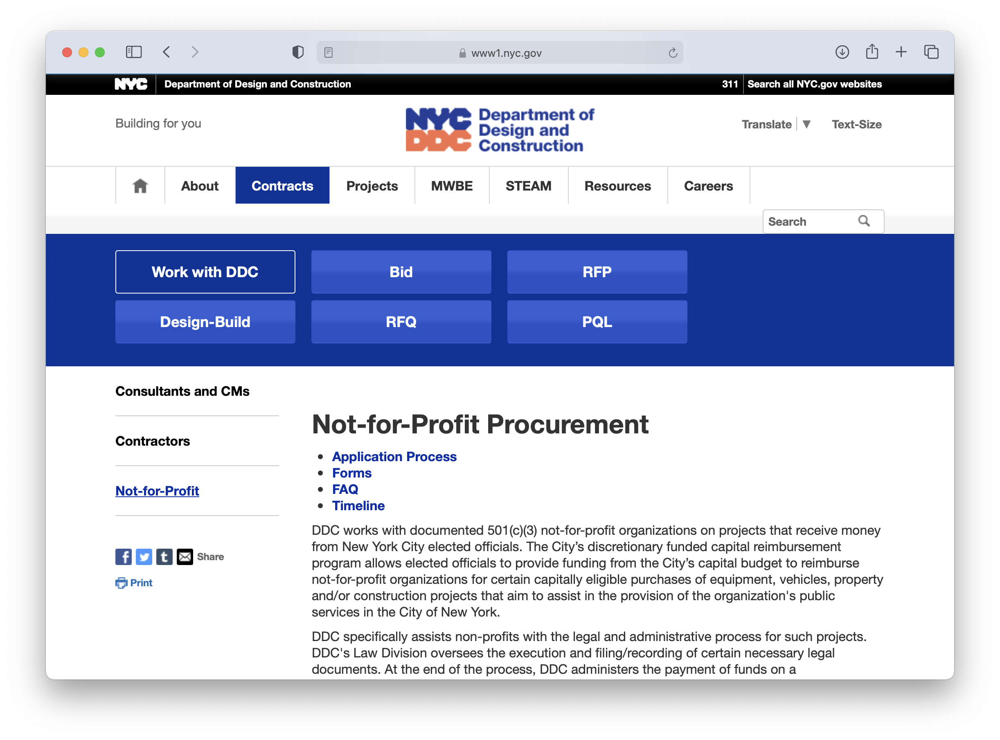 www1.nyc.gov
NYC Department of Design and Construction 311 Search all NYC.gov websites
Building for you
NYC DDC
Department of
Design and
Construction
Translate ▼ Text-Size
About Contracts Projects MWBE STEAM Resources Careers
Search
Work with DDC Bid RFP
Design-Build RFQ PQL
Consultants and CMs
Contractors
Not-for-Profit
Share
Print
Not-for-Profit Procurement
• Application Process
• Forms
• FAQ
• Timeline
DDC works with documented 501(c)(3) not-for-profit organizations on projects that receive money
from New York City elected officials. The City’s discretionary funded capital reimbursement
program allows elected officials to provide funding from the City’s capital budget to reimburse
not-for-profit organizations for certain capitally eligible purchases of equipment, vehicles, property
and/or construction projects that aim to assist in the provision of the organization's public
services in the City of New York.
DDC specifically assists non-profits with the legal and administrative process for such projects.
DDC's Law Division oversees the execution and filing/recording of certain necessary legal
documents. At the end of the process, DDC administers the payment of funds on a